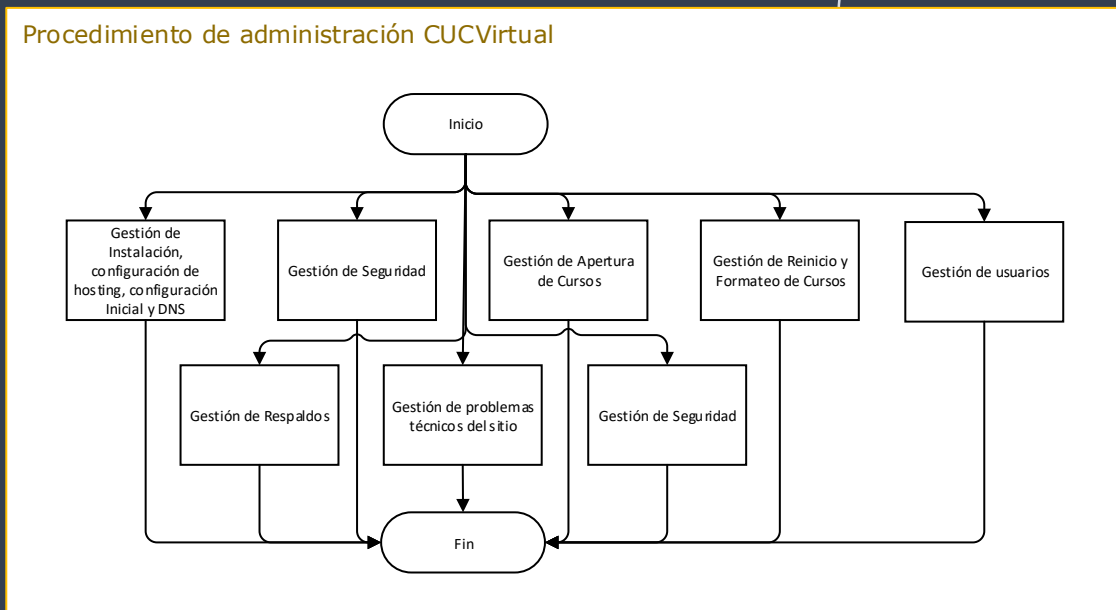 Procedimiento de administración CUCVirtual
Inicio
Gestión de
Instalación,
configuración de
hosting, configuración
Inicial y DNS
Gestión de Seguridad
Gestión de Apertura
de Cursos
Gestión de Reinicio y
Formateo de Cursos
Gestión de usuarios
Gestión de Respaldos
Gestión de problemas
técnicos del sitio
Gestión de Seguridad
Fin